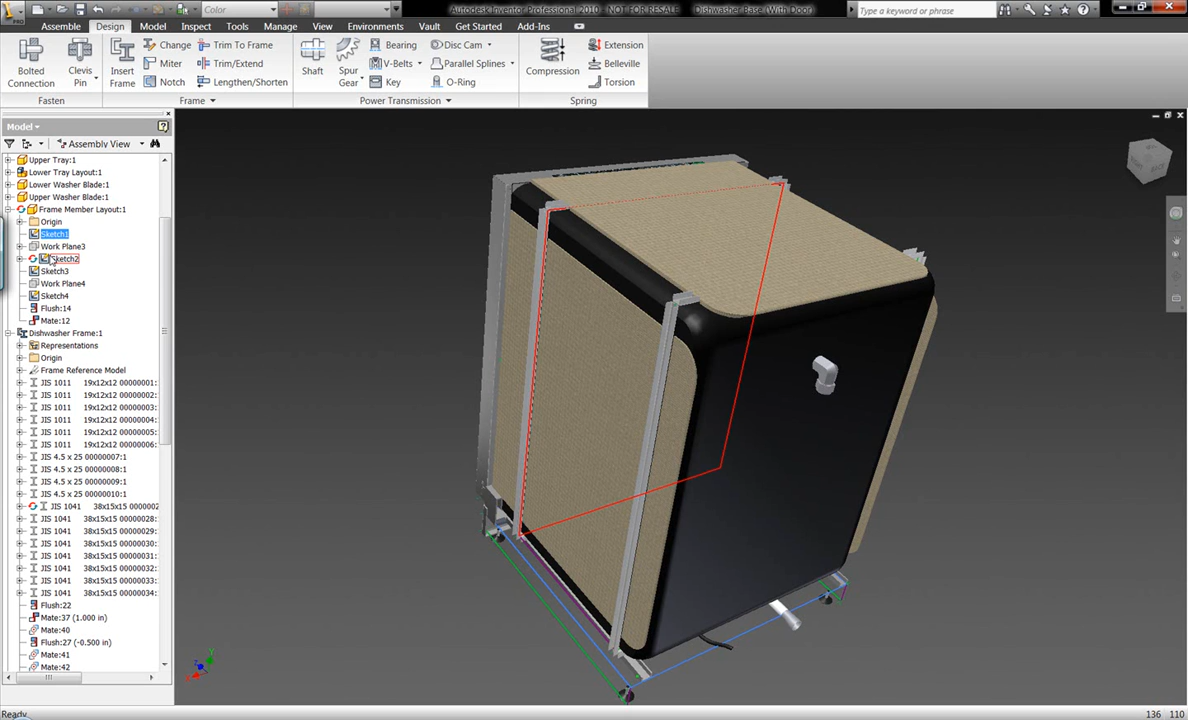 PRO
Color
Autodesk Inventor Professional 2010 - NOT FOR RESALE
Dishwasher Base (With Door
Type a keyword or phrase
Assemble
Design
Model
Inspect
Tools
Manage
View
Environments
Vault
Get Started
Add-Ins
Bolted Connection
Clevis Pin
Insert Frame
Change
Miter
Notch
Trim To Frame
Trim/Extend
Lengthen/Shorten
Shaft
Spur Gear
Bearing
V-Belts
Key
Disc Cam
Parallel Splines
O-Ring
Compression
Extension
Belleville
Torsion
Fasten
Frame
Power Transmission
Spring
Model
Assembly View
Upper Tray:1
Lower Tray Layout:1
Lower Washer Blade:1
Upper Washer Blade:1
Frame Member Layout:1
Origin
Sketch1
Work Plane3
Sketch2
Sketch3
Work Plane4
Sketch4
Flush:14
Mate:12
Dishwasher Frame:1
Representations
Origin
Frame Reference Model
JIS 1011 19x12x12 00000001:
JIS 1011 19x12x12 00000002:
JIS 1011 19x12x12 00000003:
JIS 1011 19x12x12 00000004:
JIS 1011 19x12x12 00000005:
JIS 1011 19x12x12 00000006:
JIS 4.5 x 25 00000007:1
JIS 4.5 x 25 00000008:1
JIS 4.5 x 25 00000009:1
JIS 4.5 x 25 00000010:1
JIS 1041 38x15x15 0000002
JIS 1041 38x15x15 00000028:
JIS 1041 38x15x15 00000029:
JIS 1041 38x15x15 00000030:
JIS 1041 38x15x15 00000031:
JIS 1041 38x15x15 00000032:
JIS 1041 38x15x15 00000033:
JIS 1041 38x15x15 00000034:
Flush:22
Mate:37 (1.000 in)
Mate:40
Flush:27 (-0.500 in)
Mate:41
Mate:42
Ready
136 110